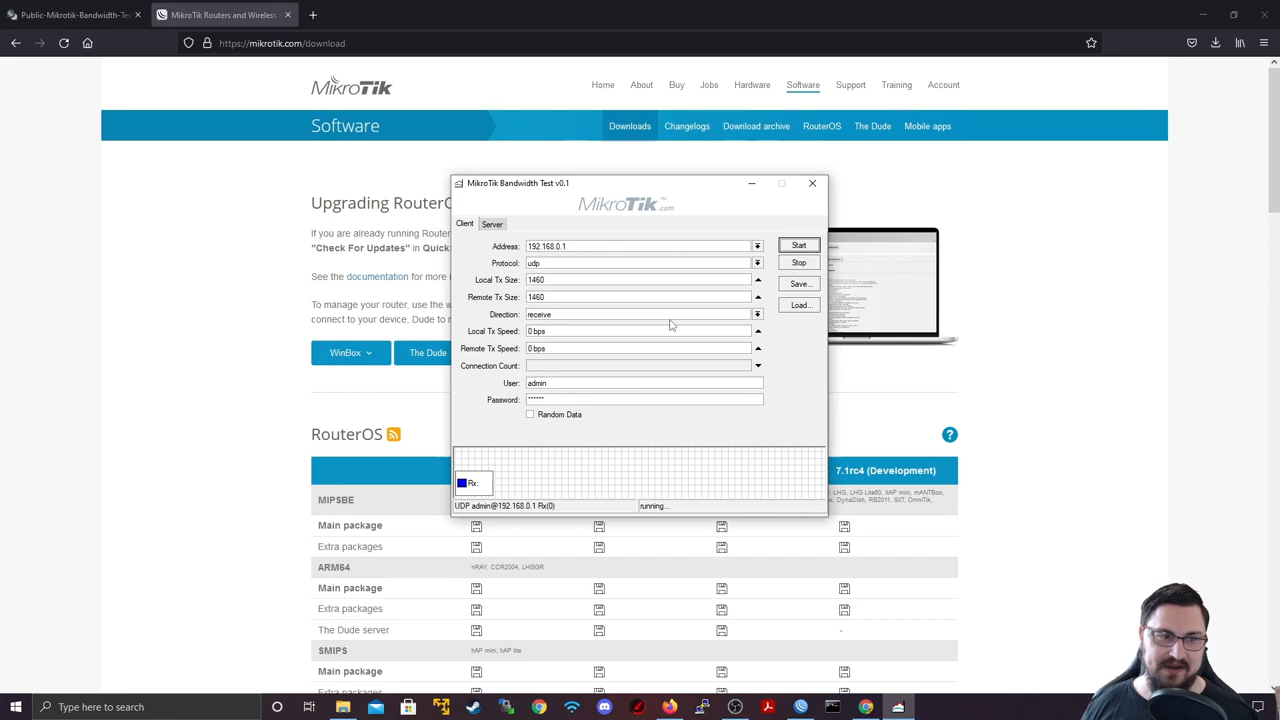 Public-Mikrotik-Bandwidth-Te
MikroTik Routers and Wireless
https://mikrotik.com/download
MikroTik
Home About Buy Jobs Hardware Software Support Training Account
Software
Downloads Changelogs Download archive RouterOS The Dude Mobile apps
Upgrading RouterO
If you are already running Router
"Check For Updates" in Quick
See the documentation for more i
To manage your router, use the w
connect to your device, Dude to m
WinBox The Dude
MikroTik Bandwidth Test v0.1
MikroTik.com
Client Server
Address: 192.168.0.1 Start
Protocol: udp Stop
Local Tx Size: 1460 Save...
Remote Tx Size: 1460 Load...
Direction: receive
Local Tx Speed: 0 bps
Remote Tx Speed: 0 bps
Connection Count:
User: admin
Password: ******
Random Data
Rx:
UDP admin@192.168.0.1 Rx(0) running...
RouterOS ?
7.1rc4 (Development)
MIPSBE
Main package
Extra packages
ARM64 nRAY, CCR2004, LHGGR
Main package
Extra packages
The Dude server -
SMIPS hAP mini, hAP lite
Main package
Extra packages
Type here to search